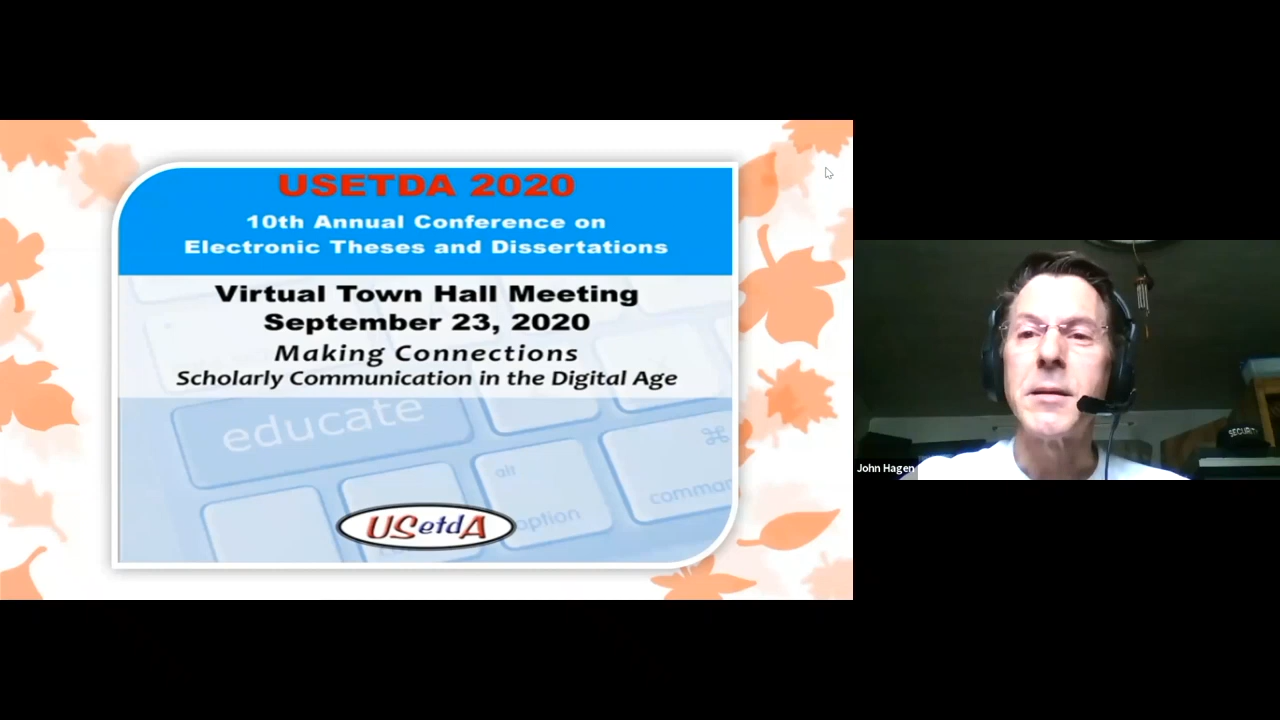 USETDA 2020
10th Annual Conference on
Electronic Theses and Dissertations
Virtual Town Hall Meeting
September 23, 2020
Making Connections
Scholarly Communication in the Digital Age
educate
alt
option
⌘
USetdA
John Hagen